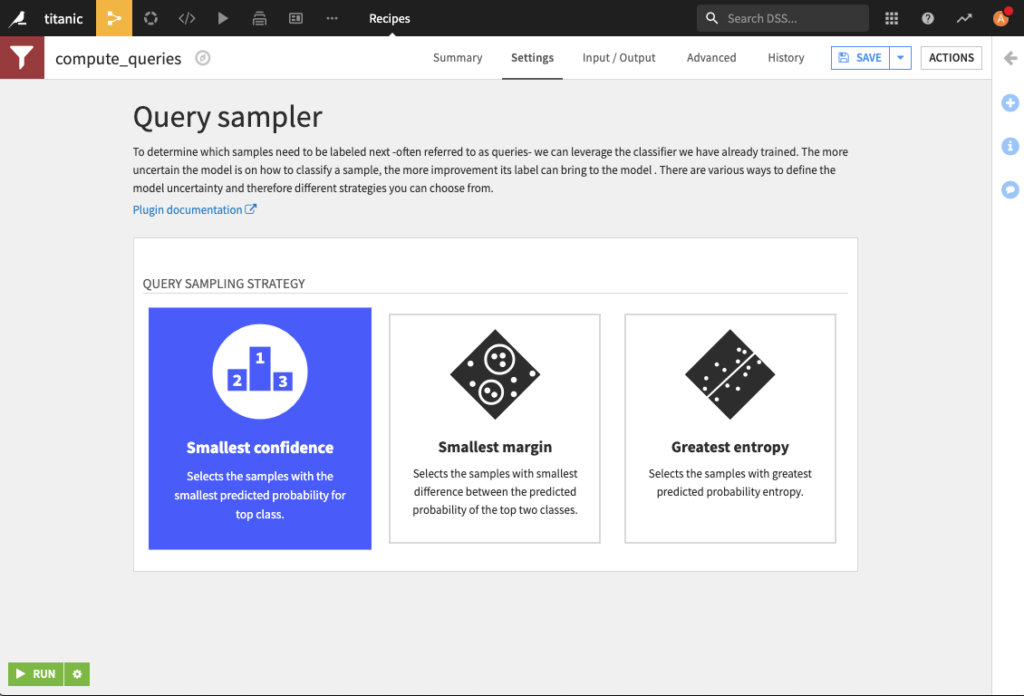 titanic
Recipes
Search DSS...
A
compute_queries
Summary
Settings
Input / Output
Advanced
History
SAVE
ACTIONS
Query sampler
To determine which samples need to be labeled next -often referred to as queries- we can leverage the classifier we have already trained. The more
uncertain the model is on how to classify a sample, the more improvement its label can bring to the model . There are various ways to define the
model uncertainty and therefore different strategies you can choose from.
Plugin documentation
QUERY SAMPLING STRATEGY
1
2
3
Smallest confidence
Selects the samples with the
smallest predicted probability for
top class.
Smallest margin
Selects the samples with smallest
difference between the predicted
probability of the top two classes.
Greatest entropy
Selects the samples with greatest
predicted probability entropy.
RUN